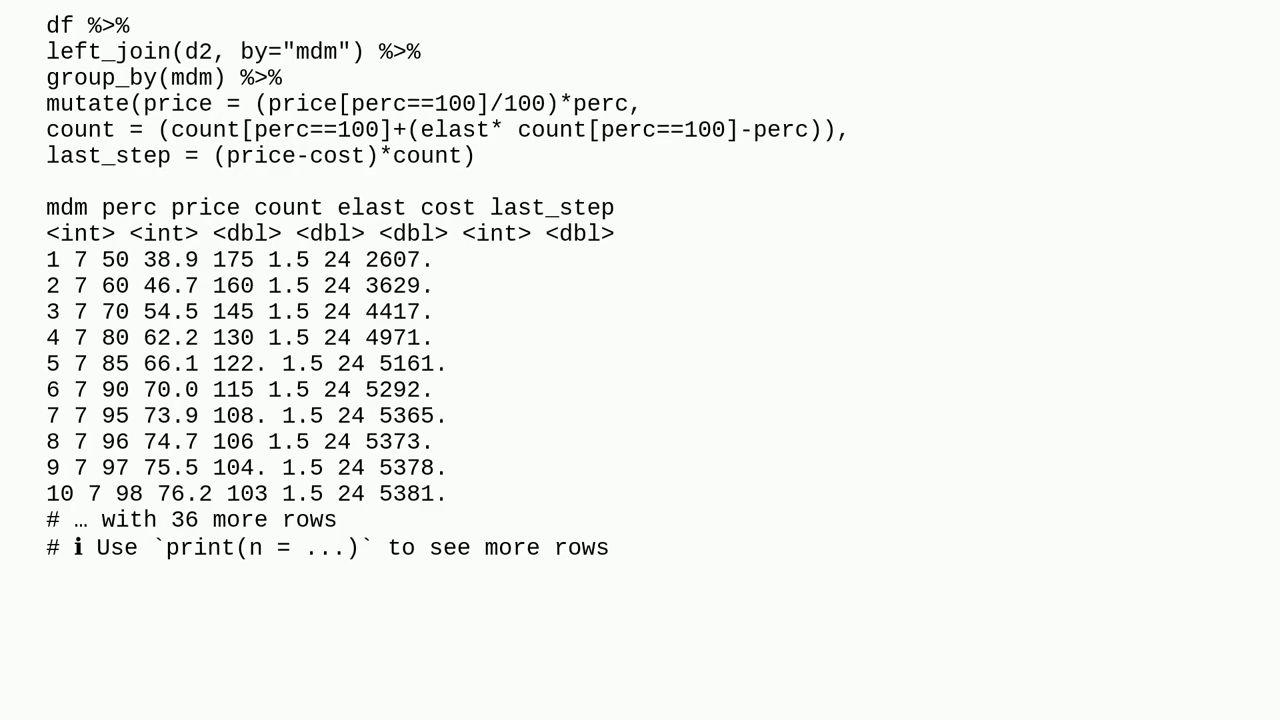 df %>%
left_join(d2, by="mdm") %>%
group_by(mdm) %>%
mutate(price = (price[perc==100]/100)*perc,
count = (count[perc==100]+(elast* count[perc==100]-perc)),
last_step = (price-cost)*count)
mdm perc price count elast cost last_step
<int> <int> <dbl> <dbl> <dbl> <int> <dbl>
1 7 50 38.9 175 1.5 24 2607.
2 7 60 46.7 160 1.5 24 3629.
3 7 70 54.5 145 1.5 24 4417.
4 7 80 62.2 130 1.5 24 4971.
5 7 85 66.1 122. 1.5 24 5161.
6 7 90 70.0 115 1.5 24 5292.
7 7 95 73.9 108. 1.5 24 5365.
8 7 96 74.7 106 1.5 24 5373.
9 7 97 75.5 104. 1.5 24 5378.
10 7 98 76.2 103 1.5 24 5381.
# … with 36 more rows
# ℹ Use `print(n = ...)` to see more rows